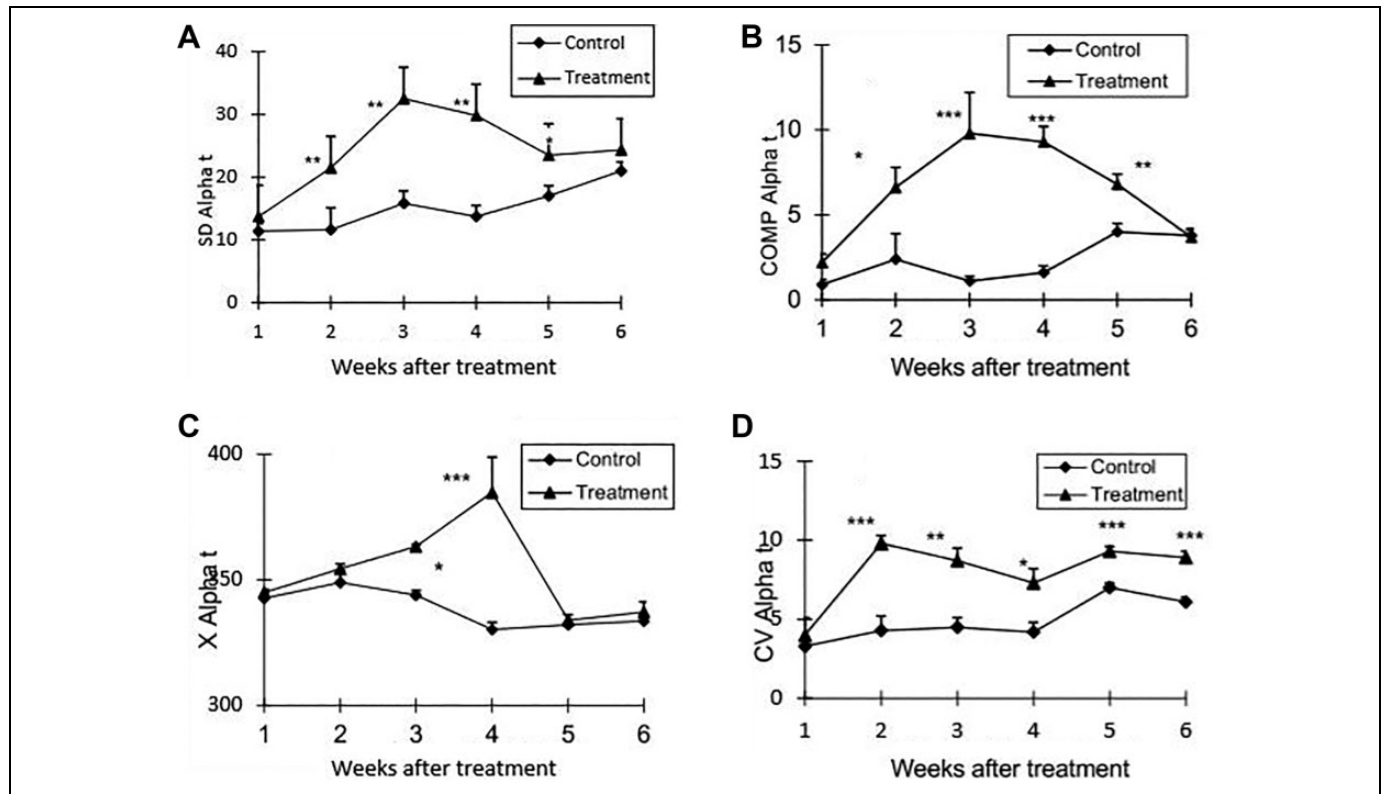 A
40
30
20
10
0
SD Alpha t
Control
Treatment
**
**
**
*
1 2 3 4 5 6
Weeks after treatment
B
15
10
5
0
COMP Alpha t
Control
Treatment
*
***
***
**
1 2 3 4 5 6
Weeks after treatment
C
400
350
300
X Alpha t
Control
Treatment
***
*
1 2 3 4 5 6
Weeks after treatment
D
15
10
5
0
CV Alpha t
Control
Treatment
***
**
*
***
***
1 2 3 4 5 6
Weeks after treatment